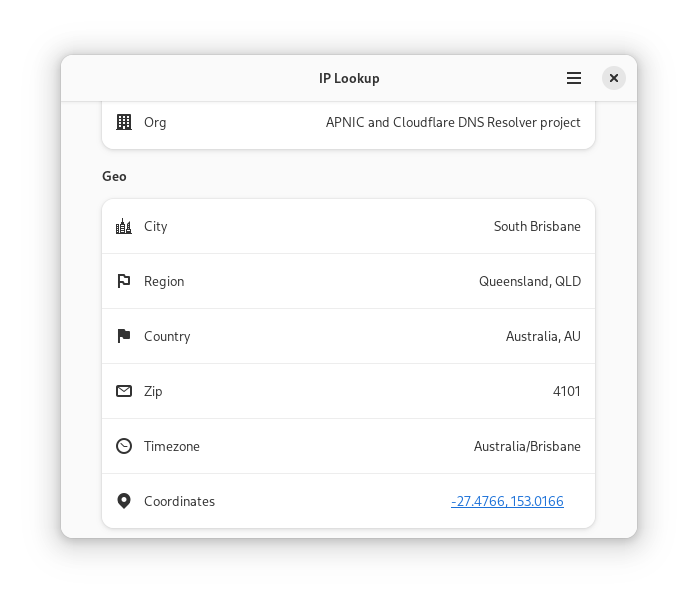 IP Lookup
Org APNIC and Cloudflare DNS Resolver project
Geo
City South Brisbane
Region Queensland, QLD
Country Australia, AU
Zip 4101
Timezone Australia/Brisbane
Coordinates -27.4766, 153.0166